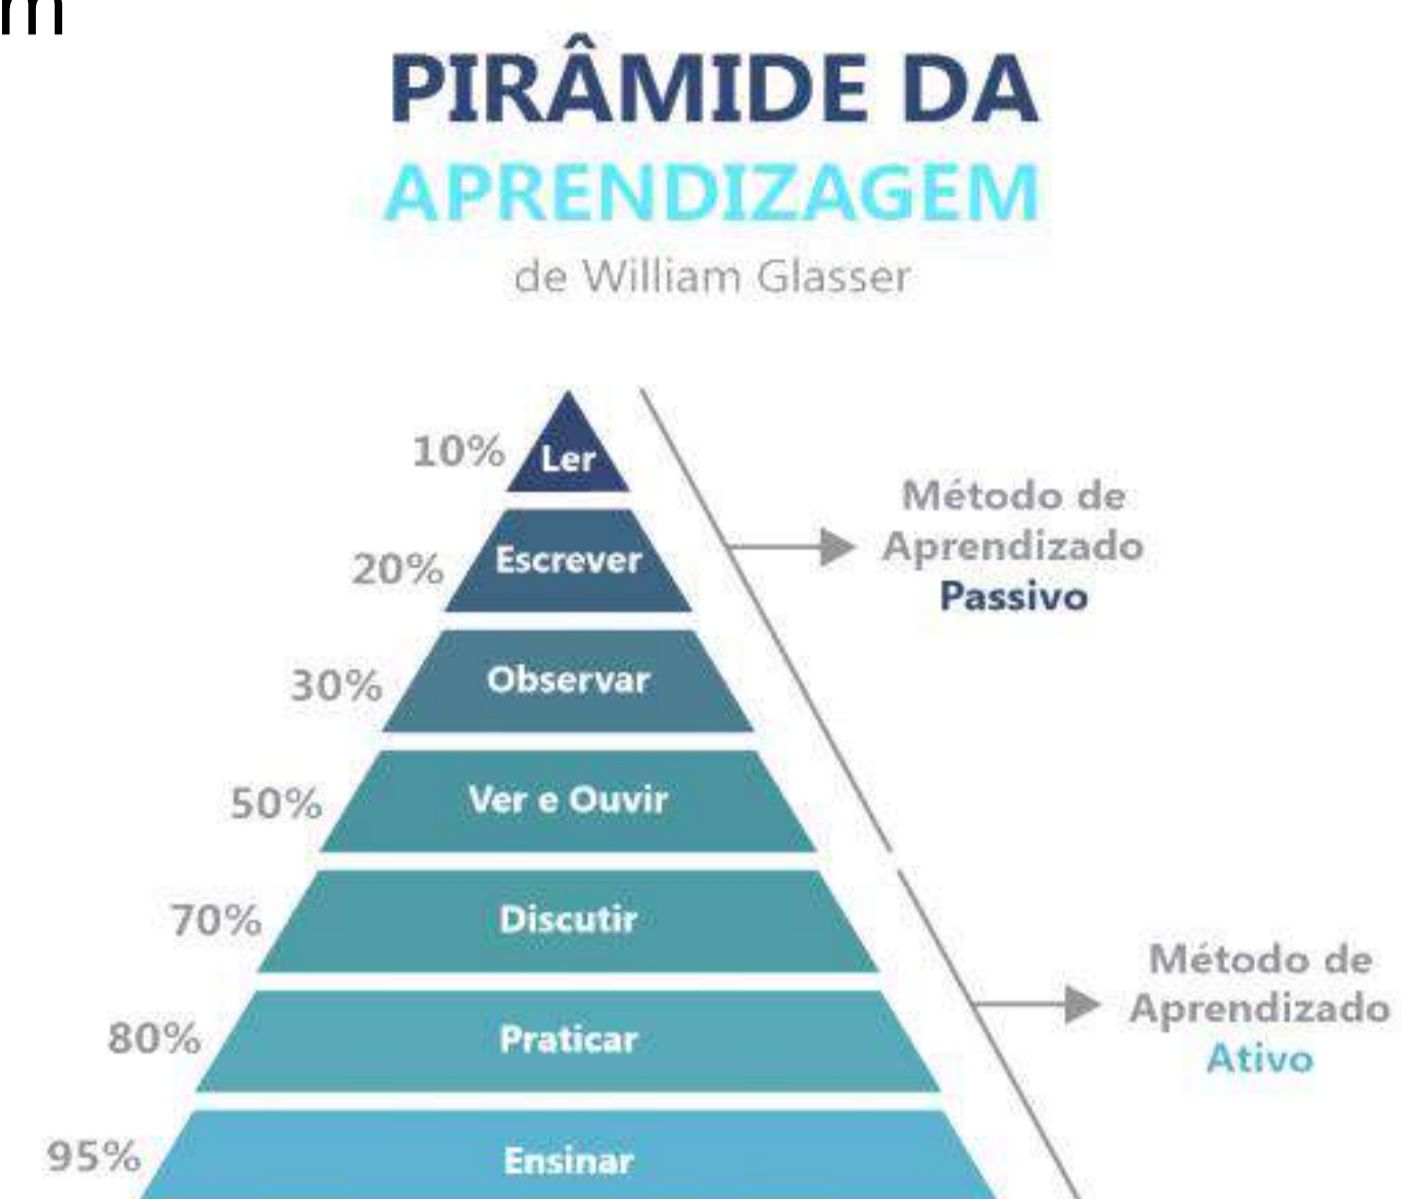 m
PIRÂMIDE DA
APRENDIZAGEM
de William Glasser
10%
Ler
20%
Escrever
30%
Observar
50%
Ver e Ouvir
70%
Discutir
80%
Praticar
95%
Ensinar
Método de
Aprendizado
Passivo
Método de
Aprendizado
Ativo